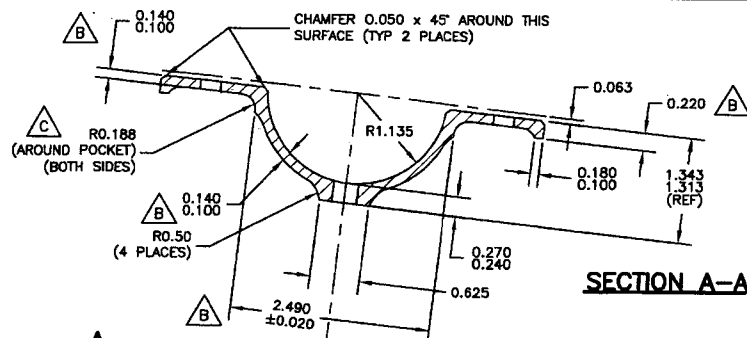 0.140
0.100
B
CHAMFER 0.050 x 45° AROUND THIS
SURFACE (TYP 2 PLACES)
0.063
0.220
B
C
R0.188
(AROUND POCKET)
(BOTH SIDES)
R1.135
0.180
0.100
1.343
1.313
(REF)
B
0.140
0.100
R0.50
(4 PLACES)
0.270
0.240
0.625
SECTION A-A
B
2.490
±0.020